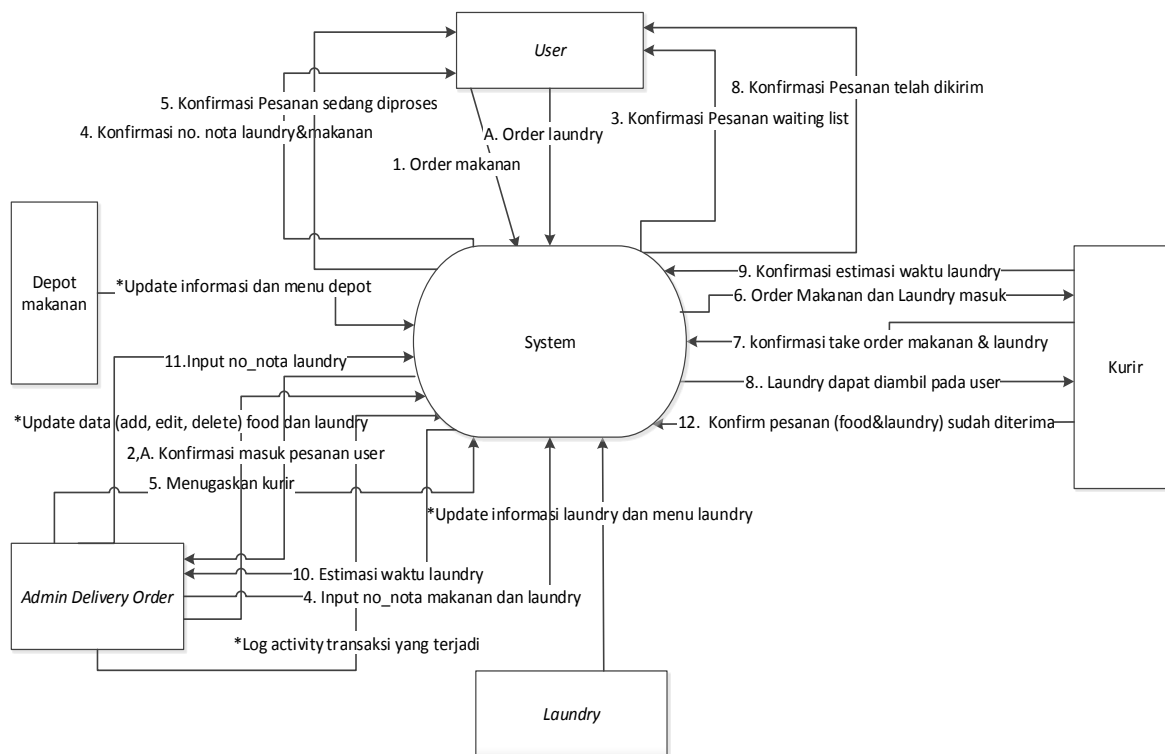 User
5. Konfirmasi Pesanan sedang diproses
4. Konfirmasi no. nota laundry&makanan
8. Konfirmasi Pesanan telah dikirim
3. Konfirmasi Pesanan waiting list
A. Order laundry
1. Order makanan
Depot
makanan
*Update informasi dan menu depot
9. Konfirmasi estimasi waktu laundry
6. Order Makanan dan Laundry masuk
System
7. konfirmasi take order makanan & laundry
Kurir
11.Input no_nota laundry
8.. Laundry dapat diambil pada user
*Update data (add, edit, delete) food dan laundry
12.  Konfirm pesanan (food&laundry) sudah diterima
2,A. Konfirmasi masuk pesanan user
5. Menugaskan kurir
*Update informasi laundry dan menu laundry
10. Estimasi waktu laundry
Admin Delivery Order
4. Input no_nota makanan dan laundry
*Log activity transaksi yang terjadi
Laundry